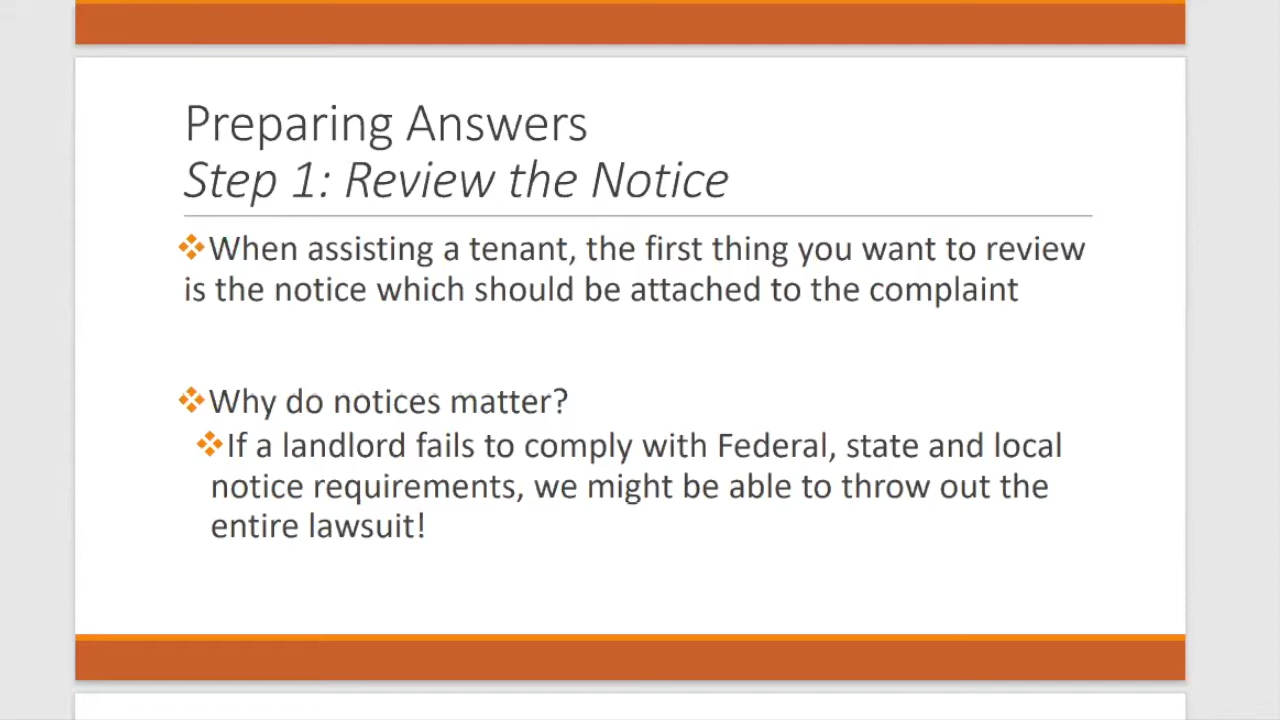 Preparing Answers
Step 1: Review the Notice
When assisting a tenant, the first thing you want to review
is the notice which should be attached to the complaint
Why do notices matter?
If a landlord fails to comply with Federal, state and local
notice requirements, we might be able to throw out the
entire lawsuit!